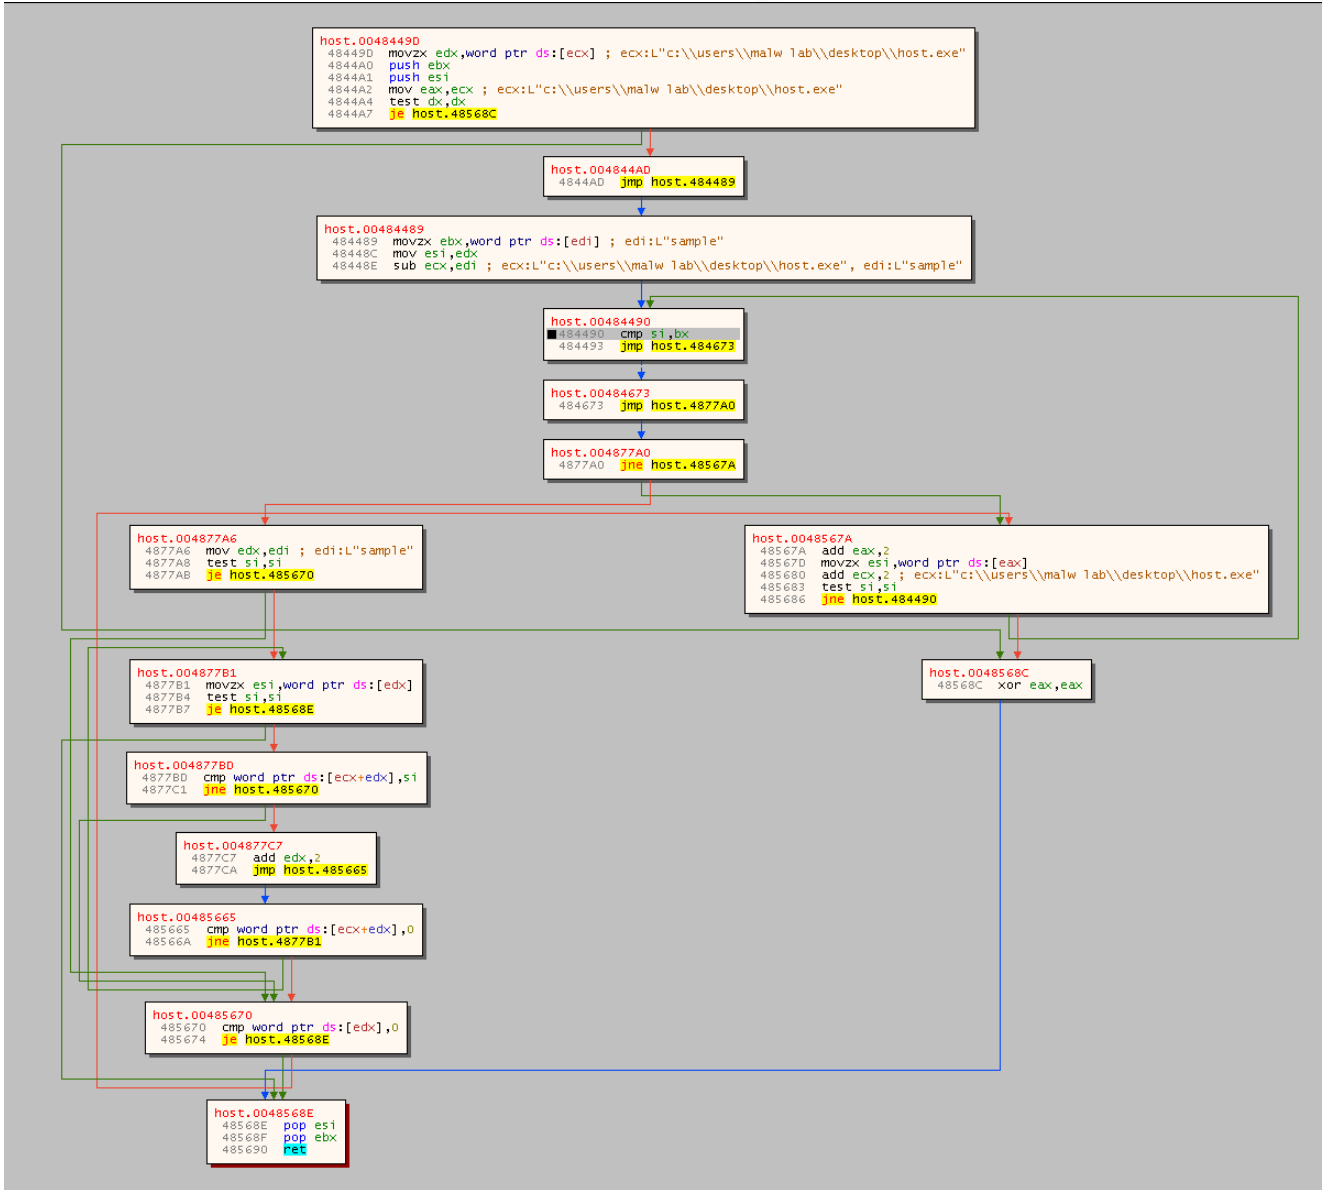 host.0048449D
48449D movzx edx,word ptr ds:[ecx] ; ecx:L"c:\\users\\malw lab\\desktop\\host.exe"
4844A0 push ebx
4844A1 push esi
4844A2 mov eax,ecx ; ecx:L"c:\\users\\malw lab\\desktop\\host.exe"
4844A4 test dx,dx
4844A7 je host.48568C
host.004844AD
4844AD jmp host.484489
host.00484489
484489 movzx ebx,word ptr ds:[edi] ; edi:L"sample"
48448C mov esi,edx
48448E sub ecx,edi ; ecx:L"c:\\users\\malw lab\\desktop\\host.exe", edi:L"sample"
host.00484490
484490 cmp si,bx
484493 jmp host.484673
host.00484673
484673 jmp host.4877A0
host.004877A0
4877A0 jne host.48567A
host.004877A6
4877A6 mov edx,edi ; edi:L"sample"
4877A8 test si,si
4877AB je host.485670
host.0048567A
48567A add eax,2
48567D movzx esi,word ptr ds:[eax]
485680 add ecx,2 ; ecx:L"c:\\users\\malw lab\\desktop\\host.exe"
485683 test si,si
485686 jne host.484490
host.004877B1
4877B1 movzx esi,word ptr ds:[edx]
4877B4 test si,si
4877B7 je host.48568E
host.0048568C
48568C xor eax,eax
host.004877BD
4877BD cmp word ptr ds:[ecx+edx],si
4877C1 jne host.485670
host.004877C7
4877C7 add edx,2
4877CA jmp host.485665
host.00485665
485665 cmp word ptr ds:[ecx+edx],0
48566A jne host.4877B1
host.00485670
485670 cmp word ptr ds:[edx],0
485674 je host.48568E
host.0048568E
48568E pop esi
48568F pop ebx
485690 ret